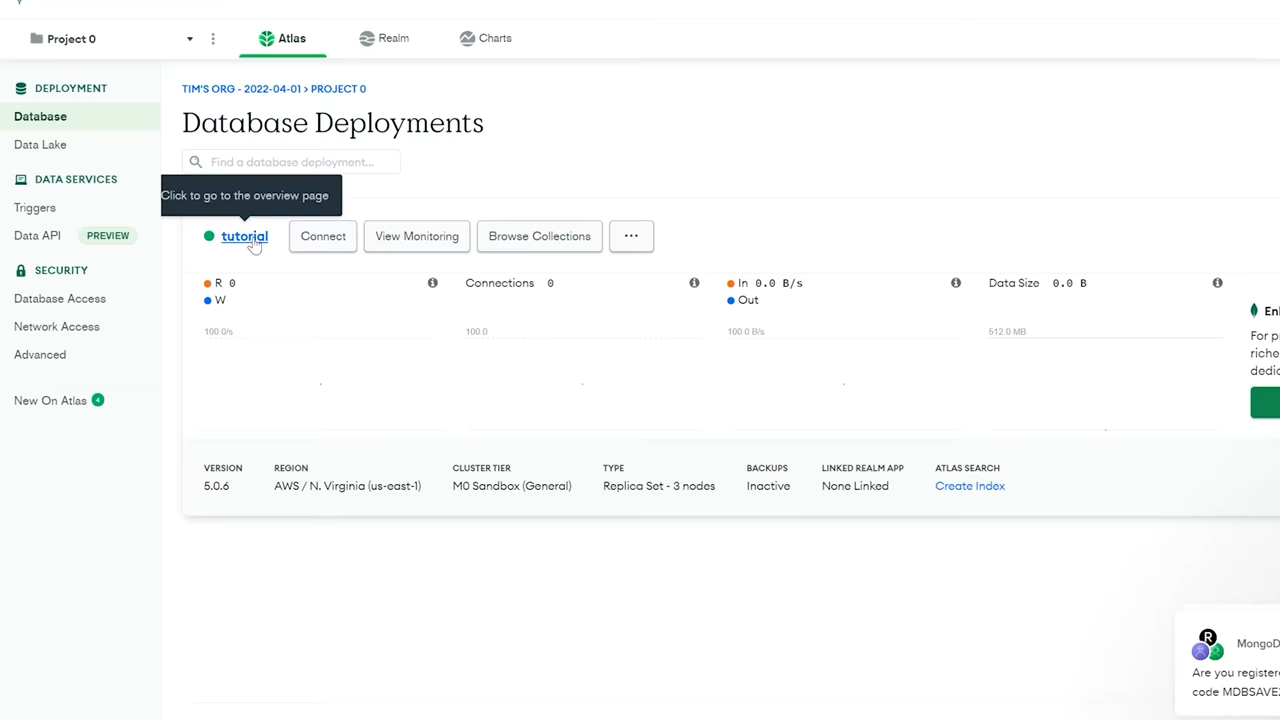 Project 0
Atlas
Realm
Charts
DEPLOYMENT
Database
Data Lake
DATA SERVICES
Triggers
Data API PREVIEW
SECURITY
Database Access
Network Access
Advanced
New On Atlas 4
TIM'S ORG - 2022-04-01 > PROJECT 0
Database Deployments
Find a database deployment...
Click to go to the overview page
tutorial
Connect
View Monitoring
Browse Collections
...
R 0
W
100.0/s
Connections 0
100.0
In 0.0 B/s
Out
100.0 B/s
Data Size 0.0 B
512.0 MB
For
VERSION
5.0.6
REGION
AWS / N. Virginia (us-east-1)
CLUSTER TIER
M0 Sandbox (General)
TYPE
Replica Set - 3 nodes
BACKUPS
Inactive
LINKED REALM APP
None Linked
ATLAS SEARCH
Create Index
R
Are you
code